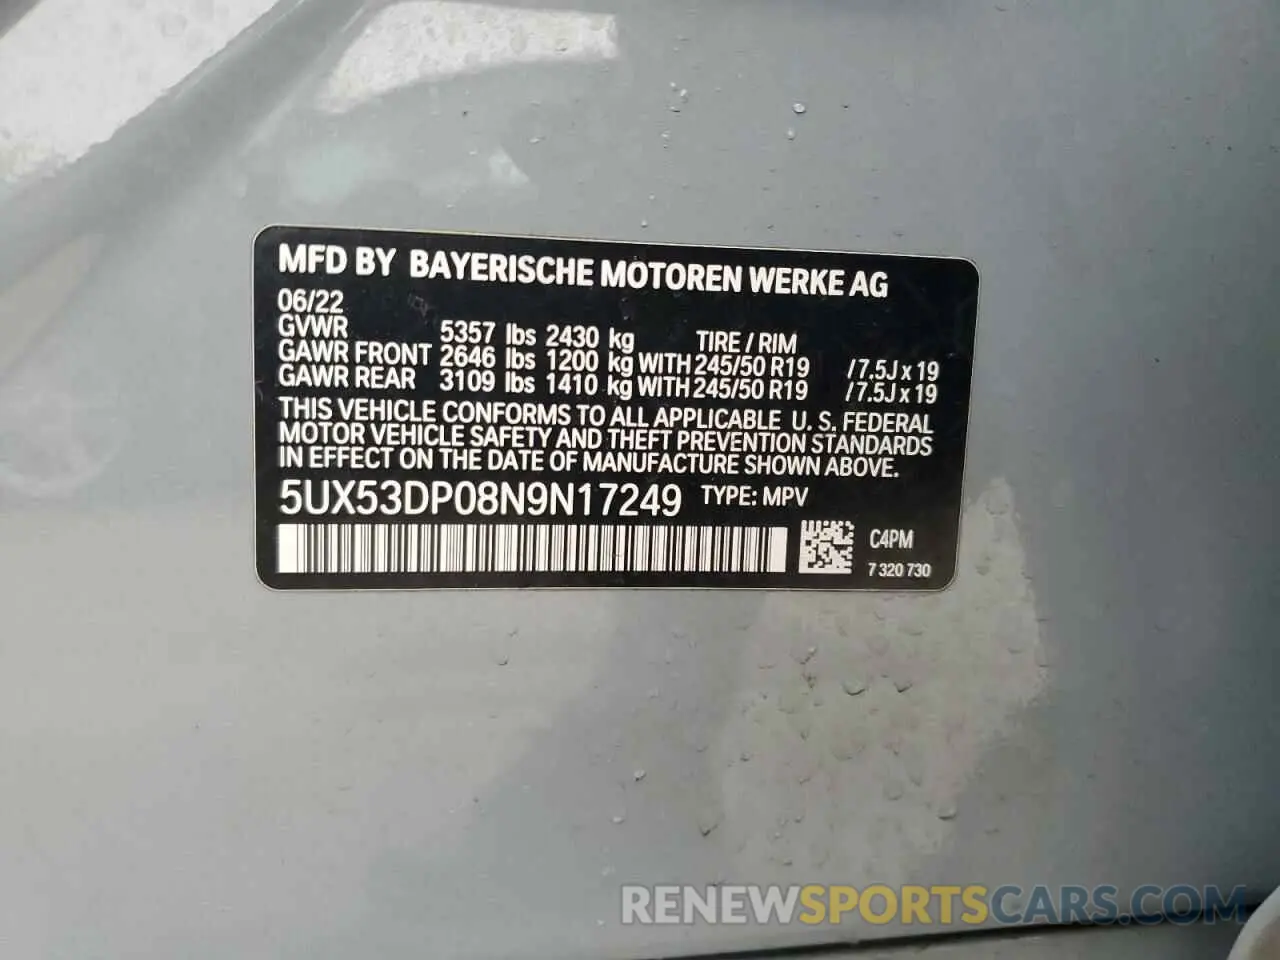 MFD BY BAYERISCHE MOTOREN WERKE AG
06/22
GVWR 5357 lbs 2430 kg TIRE / RIM
GAWR FRONT 2646 lbs 1200 kg WITH 245/50 R19 / 7.5J x 19
GAWR REAR 3109 lbs 1410 kg WITH 245/50 R19 / 7.5J x 19
THIS VEHICLE CONFORMS TO ALL APPLICABLE U. S. FEDERAL
MOTOR VEHICLE SAFETY AND THEFT PREVENTION STANDARDS
IN EFFECT ON THE DATE OF MANUFACTURE SHOWN ABOVE.
5UX53DP08N9N17249 TYPE: MPV
C4PM
7 320 730
RENEWSPORTSCARS.COM